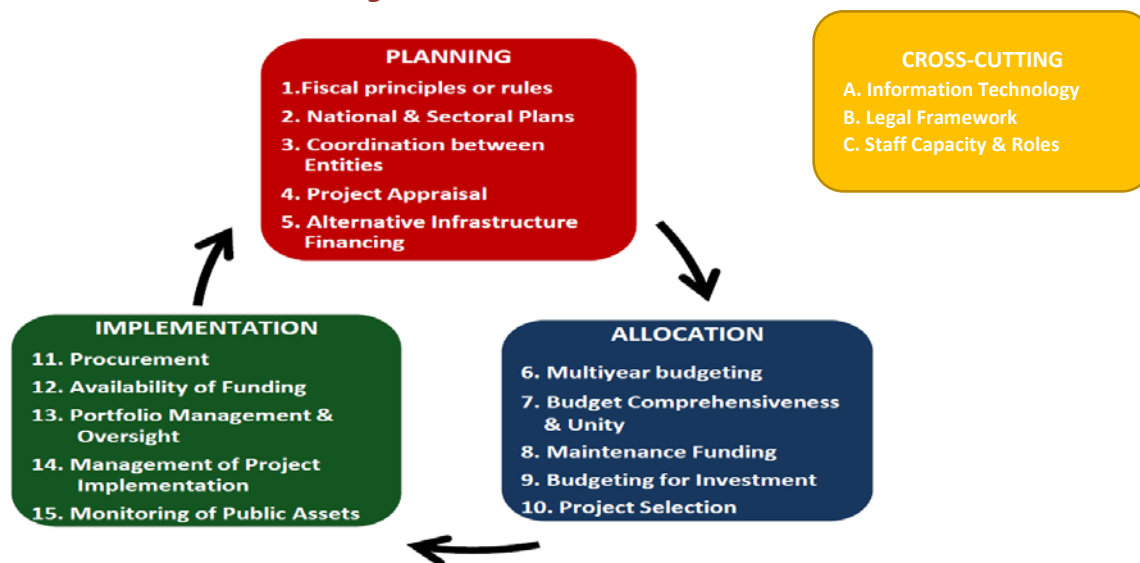 PLANNING
1.Fiscal principles or rules
2. National & Sectoral Plans
3. Coordination between
Entities
4. Project Appraisal
5. Alternative Infrastructure
Financing
CROSS-CUTTING
A. Information Technology
B. Legal Framework
C. Staff Capacity & Roles
IMPLEMENTATION
11. Procurement
12. Availability of Funding
13. Portfolio Management &
Oversight
14. Management of Project
Implementation
15. Monitoring of Public Assets
ALLOCATION
6. Multiyear budgeting
7. Budget Comprehensiveness
& Unity
8. Maintenance Funding
9. Budgeting for Investment
10. Project Selection